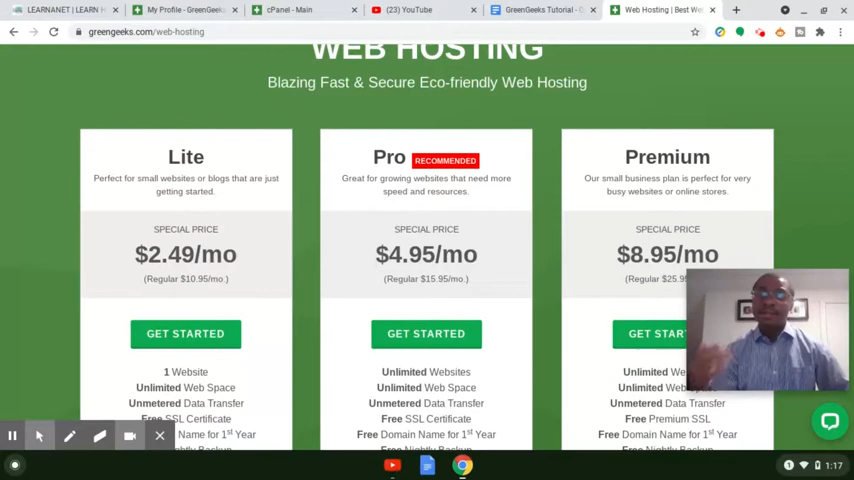 LEARNANET | LEARN H
My Profile - GreenGeeks
cPanel - Main
(23) YouTube
GreenGeeks Tutorial - G
Web Hosting | Best Web
greengeeks.com/web-hosting
WEB HOSTING
Blazing Fast & Secure Eco-friendly Web Hosting
Lite
Perfect for small websites or blogs that are just
getting started.
SPECIAL PRICE
$2.49/mo
(Regular $10.95/mo.)
GET STARTED
1 Website
Unlimited Web Space
Unmetered Data Transfer
Free SSL Certificate
Name for 1st Year
Nightly Backup
Pro RECOMMENDED
Great for growing websites that need more
speed and resources.
SPECIAL PRICE
$4.95/mo
(Regular $15.95/mo.)
GET STARTED
Unlimited Websites
Unlimited Web Space
Unmetered Data Transfer
Free SSL Certificate
Free Domain Name for 1st Year
Free Nightly Backup
Premium
Our small business plan is perfect for very
busy websites or online stores.
SPECIAL PRICE
$8.95/mo
(Regular $25.95
GET START
Unlimited We
Unlimited Web Sp
Unmetered Data Transfer
Free Premium SSL
Free Domain Name for 1st Year
Free Nightly Backup
1 1:17